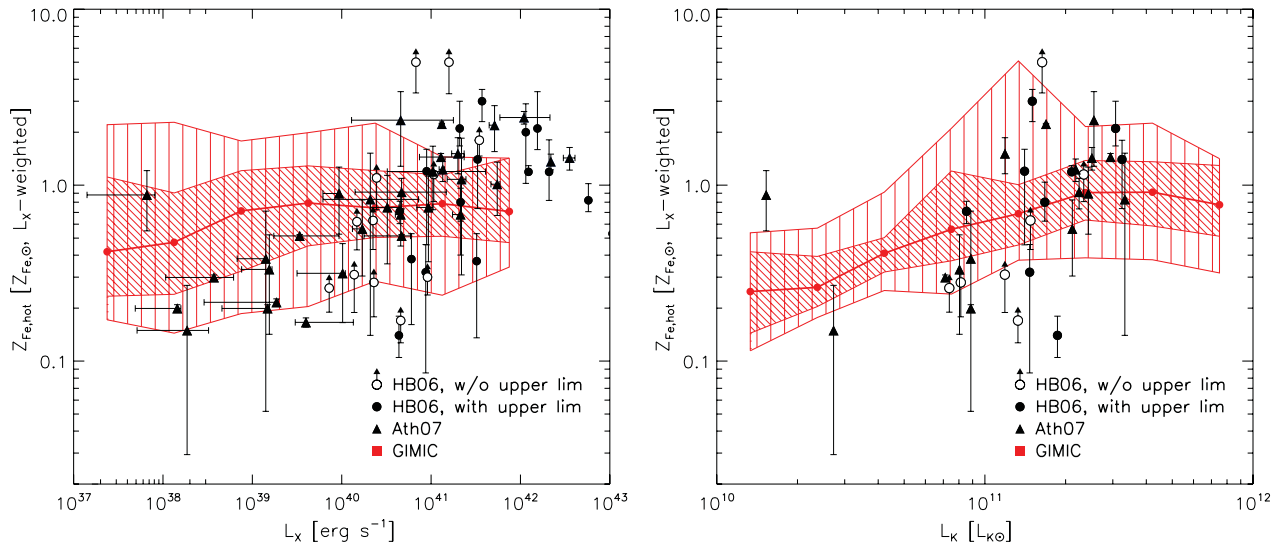 10.0
1.0
0.1
Z_Fe,hot [Z_Fe,⊙, L_X-weighted]
10^37 10^38 10^39 10^40 10^41 10^42 10^43
L_X [erg s^-1]
HB06, w/o upper lim
HB06, with upper lim
Ath07
GIMIC
10.0
1.0
0.1
Z_Fe,hot [Z_Fe,⊙, L_X-weighted]
10^10 10^11 10^12
L_K [L_K⊙]
HB06, w/o upper lim
HB06, with upper lim
Ath07
GIMIC